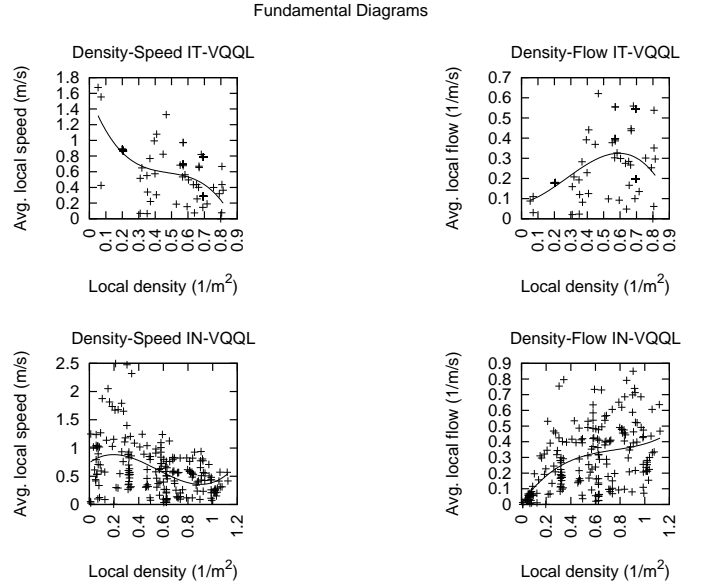 Fundamental Diagrams
Density-Speed IT-VQQL
Avg. local speed (m/s)
1.8
1.6
1.4
1.2
1
0.8
0.6
0.4
0.2
0
0 0.1 0.2 0.3 0.4 0.5 0.6 0.7 0.8 0.9
Local density (1/m²)
Density-Flow IT-VQQL
Avg. local flow (1/m/s)
0.7
0.6
0.5
0.4
0.3
0.2
0.1
0
0 0.1 0.2 0.3 0.4 0.5 0.6 0.7 0.8 0.9
Local density (1/m²)
Density-Speed IN-VQQL
Avg. local speed (m/s)
2.5
2
1.5
1
0.5
0
0 0.2 0.4 0.6 0.8 1 1.2
Local density (1/m²)
Density-Flow IN-VQQL
Avg. local flow (1/m/s)
0.9
0.8
0.7
0.6
0.5
0.4
0.3
0.2
0.1
0
0 0.2 0.4 0.6 0.8 1 1.2
Local density (1/m²)